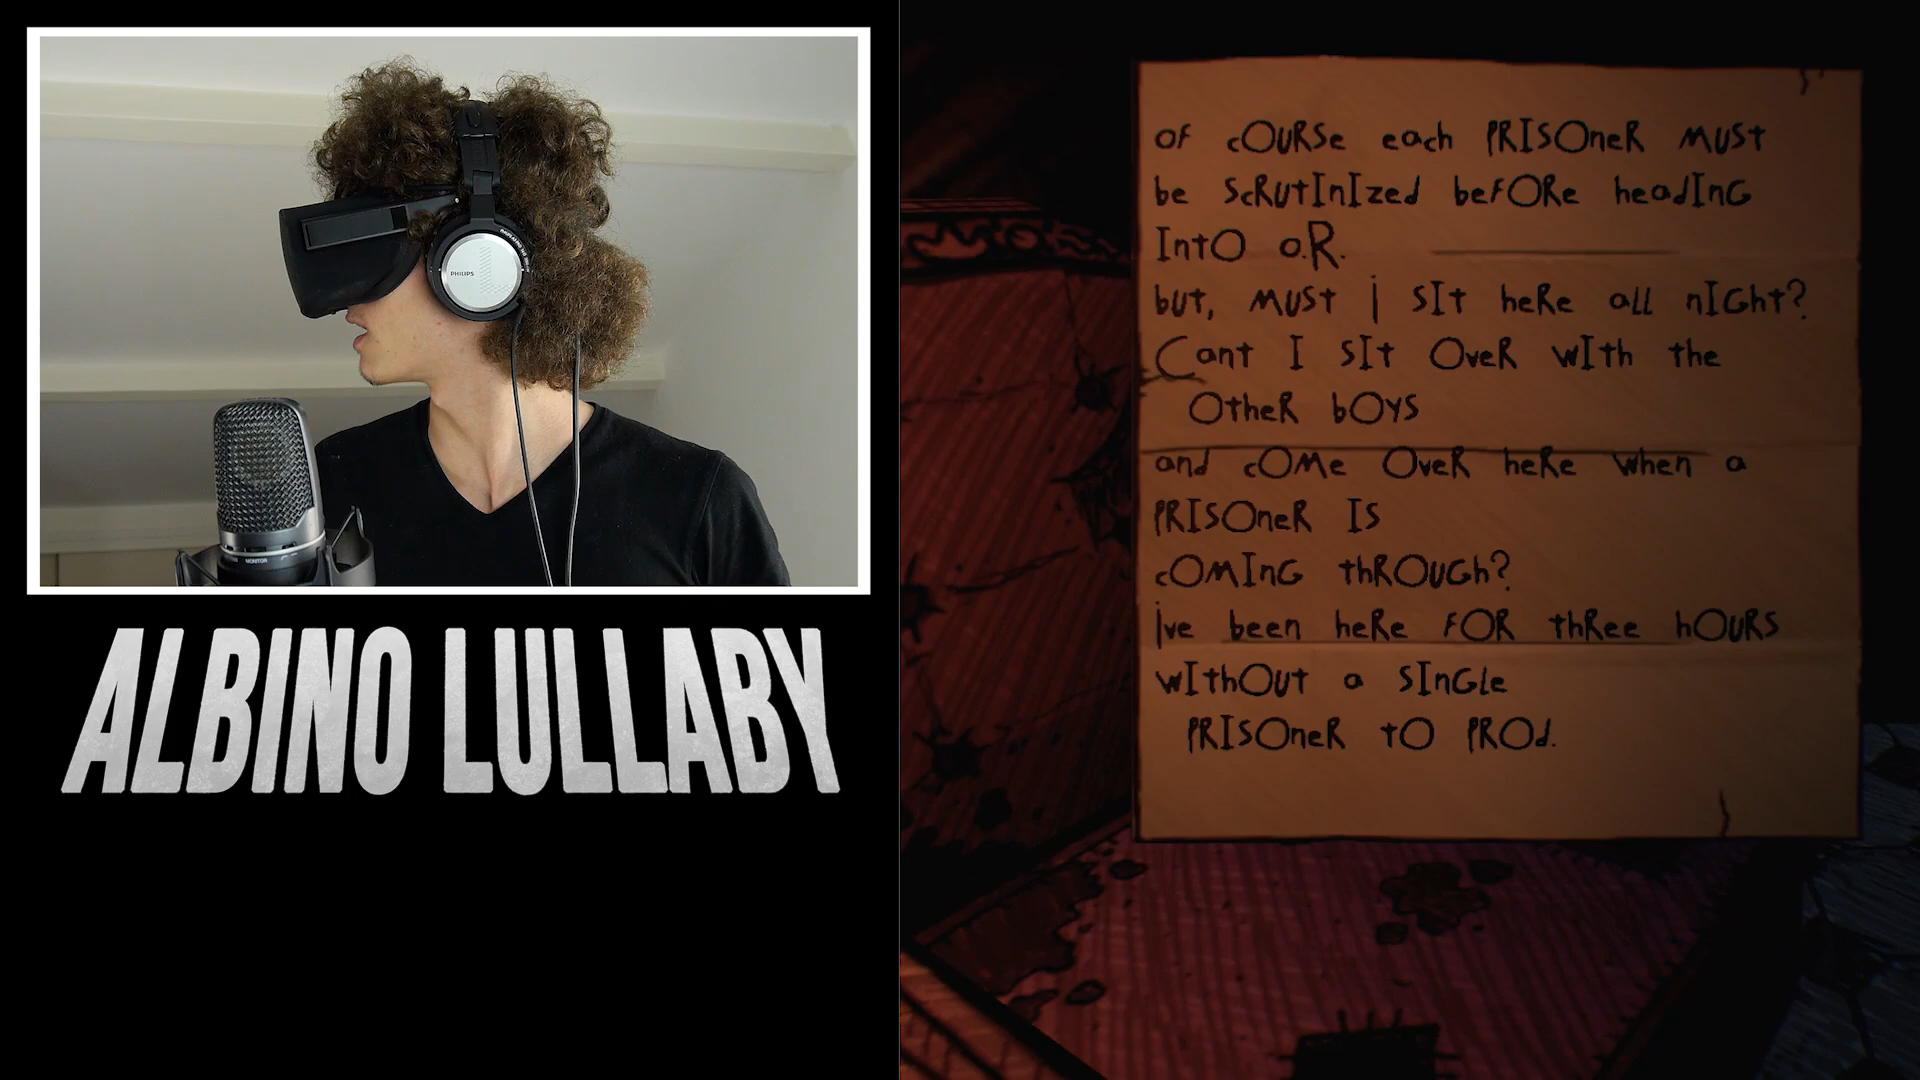 PHILIPS
MONITOR
ALBINO LULLABY
of cOURSe each PRISOneR MUST
be ScRUtInIzed beFORe headInG
IntO o.R.
but, MUSt i SIt heRe all nIGht?
Cant I SIt OveR wIth the
OtheR bOYS
and cOMe OveR heRe when a
PRISOneR IS
cOMInG thROUGh?
ive been heRe FOR thRee hOURS
wIthOut a SInGle
PRISOneR tO PROd.